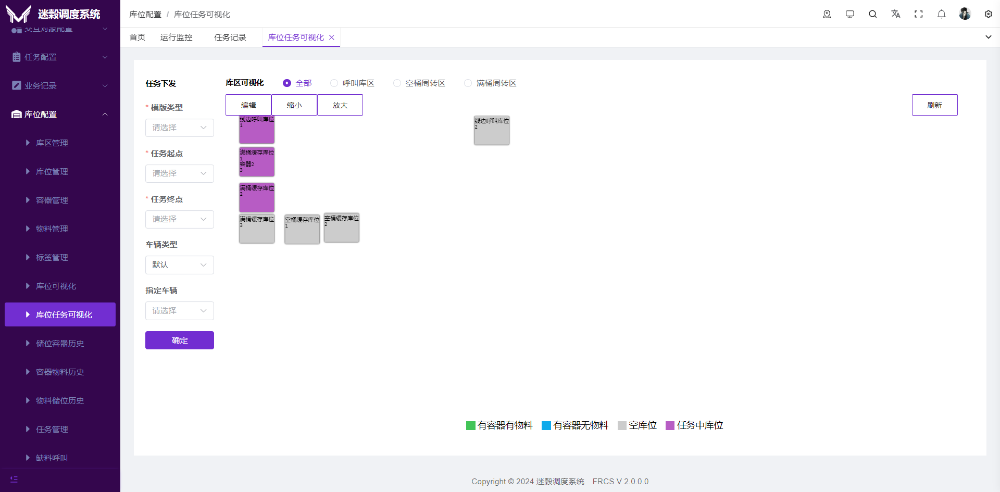 迷穀调度系统
交互对象配置
任务配置
业务记录
库位配置
库区管理
库位管理
容器管理
物料管理
标签管理
库位可视化
库位任务可视化
储位容器历史
容器物料历史
物料储位历史
任务管理
缺料呼叫
库位配置 / 库位任务可视化
首页 运行监控 任务记录 库位任务可视化
任务下发
* 模版类型
请选择
* 任务起点
请选择
* 任务终点
请选择
车辆类型
默认
指定车辆
请选择
确定
库区可视化 全部 呼叫库区 空桶周转区 满桶周转区
编辑 缩小 放大 刷新
线边呼叫库位
1
线边呼叫库位
2
满桶缓存库位
1
容器2
3
满桶缓存库位
2
满桶缓存库位
3
空桶缓存库位
1
空桶缓存库位
2
有容器有物料 有容器无物料 空库位 任务中库位
Copyright © 2024 迷穀调度系统 FRCS V 2.0.0.0